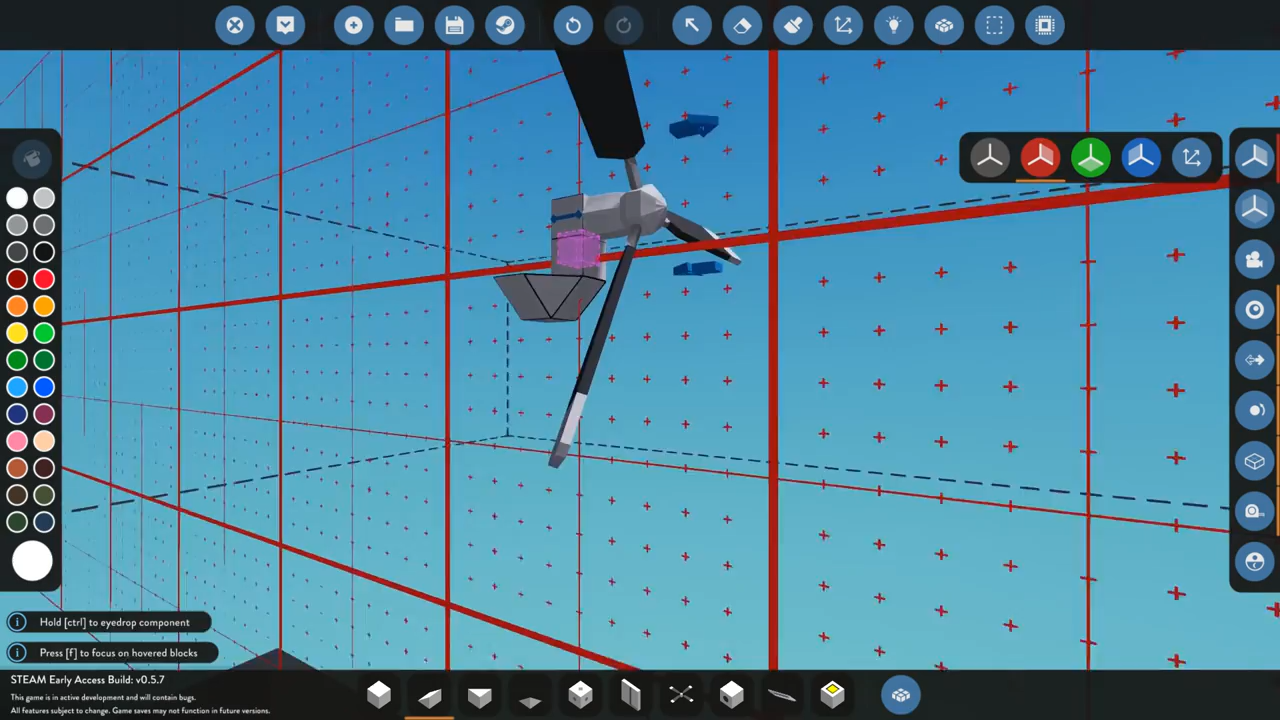 Hold [ctrl] to eyedrop component
Press [f] to focus on hovered blocks
STEAM Early Access Build: v0.5.7
This game is in active development and will contain bugs.
All features subject to change. Game saves may not function in future versions.